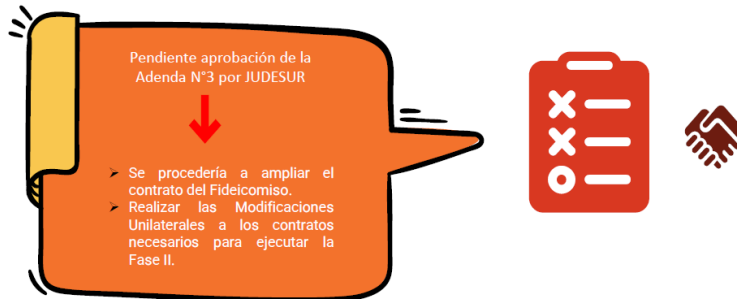 Pendiente aprobación de la
Adenda N°3 por JUDESUR
➤ Se procedería a ampliar el
contrato del Fideicomiso.
➤ Realizar las Modificaciones
Unilaterales a los contratos
necesarios para ejecutar la
Fase II.